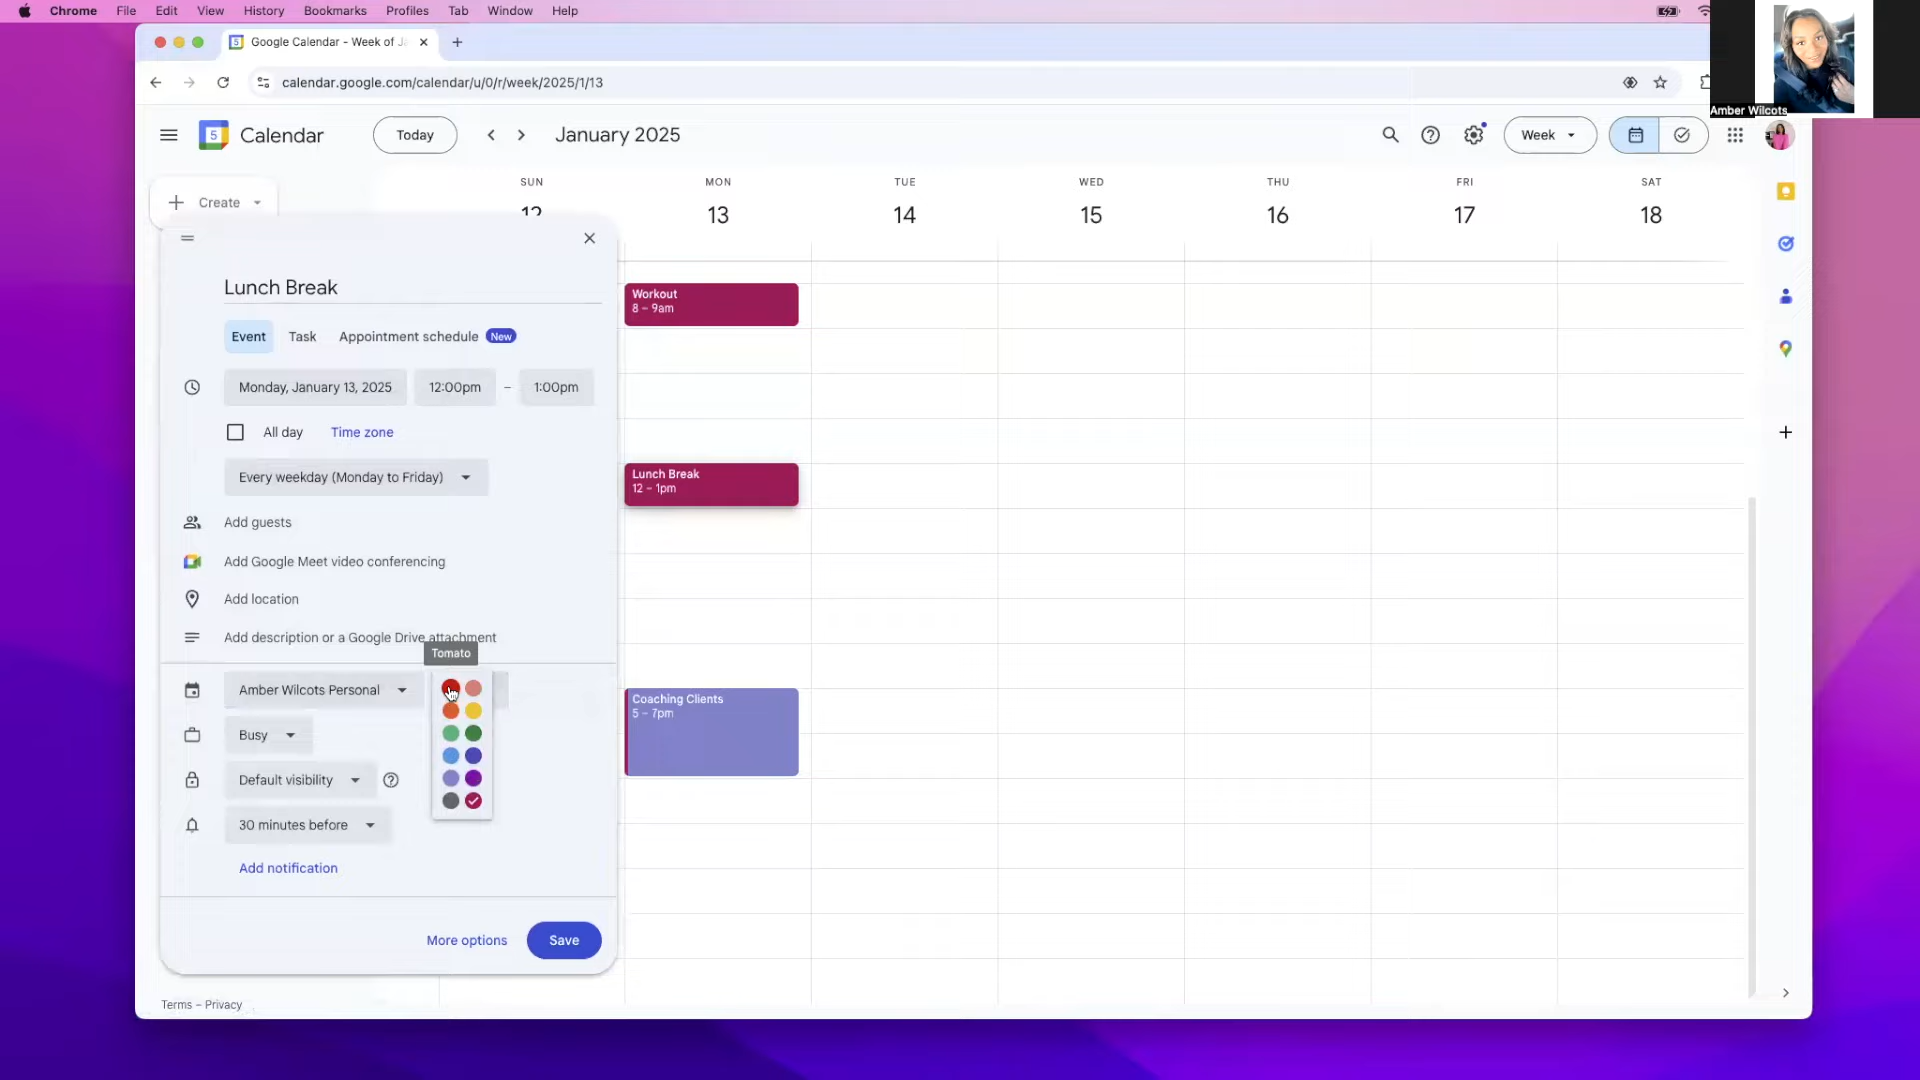 Chrome File Edit View History Bookmarks Profiles Tab Window Help
Google Calendar - Week of
calendar.google.com/calendar/u/0/r/week/2025/1/13
Amber Wilcots
5 Calendar Today January 2025 Week
Create
SUN MON TUE WED THU FRI SAT
12 13 14 15 16 17 18
Lunch Break
Event Task Appointment schedule New
Monday, January 13, 2025 12:00pm – 1:00pm
All day Time zone
Every weekday (Monday to Friday)
Add guests
Add Google Meet video conferencing
Add location
Add description or a Google Drive attachment
Tomato
Amber Wilcots Personal
Busy
Default visibility
30 minutes before
Add notification
More options Save
Terms – Privacy
Workout
8 – 9am
Lunch Break
12 – 1pm
Coaching Clients
5 – 7pm